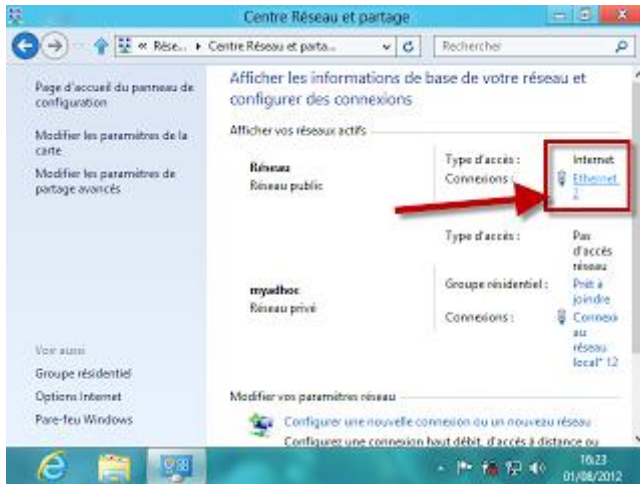 Centre Réseau et partage
« Rése... ▸ Centre Réseau et parta...
Rechercher
Page d'accueil du panneau de
configuration
Modifier les paramètres de la
carte
Modifier les paramètres de
partage avancés
Voir aussi
Groupe résidentiel
Options Internet
Pare-feu Windows
Afficher les informations de base de votre réseau et
configurer des connexions
Afficher vos réseaux actifs
Réseau
Réseau public
Type d'accès :
Internet
Connexions :
Ethernet
2
myadhoc
Réseau privé
Type d'accès :
Pas
d'accès
réseau
Groupe résidentiel :
Prêt à
joindre
Connexions :
Connexi
au
réseau
local* 12
Modifier vos paramètres réseau
Configurer une nouvelle connexion ou un nouveau réseau
Configurez une connexion haut débit, d'accès à distance ou
16:23
01/08/2012